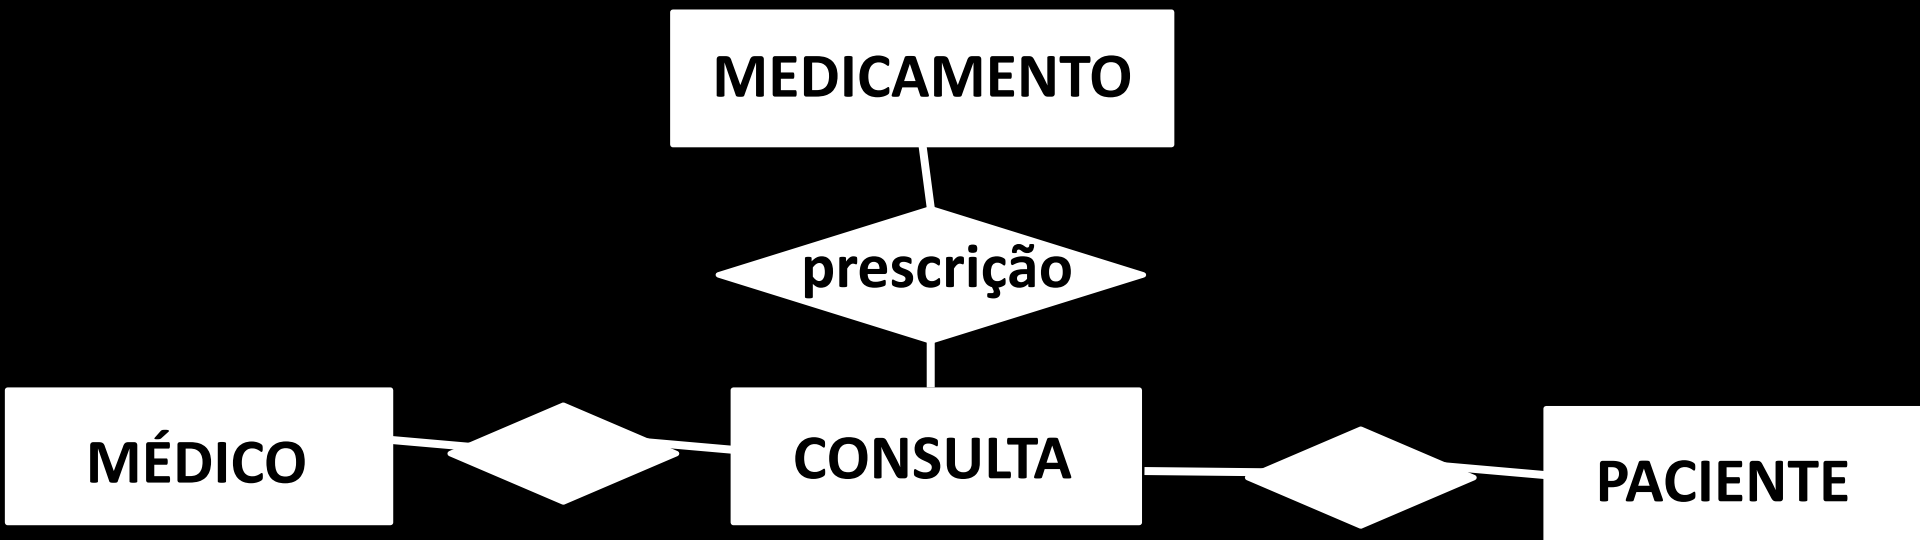 MEDICAMENTO
prescrição
MÉDICO
CONSULTA
PACIENTE